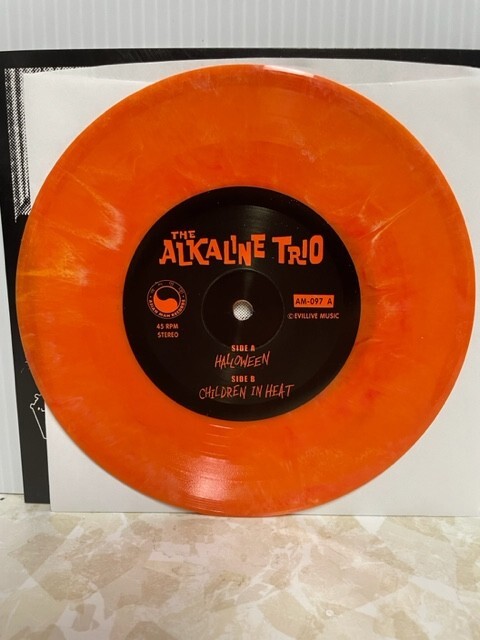 THE
ALKALINE TRIO
45 RPM
STEREO
AM-097 A
© EVILLIVE MUSIC
SIDE A
HALLOWEEN
SIDE B
CHILDREN IN HEAT